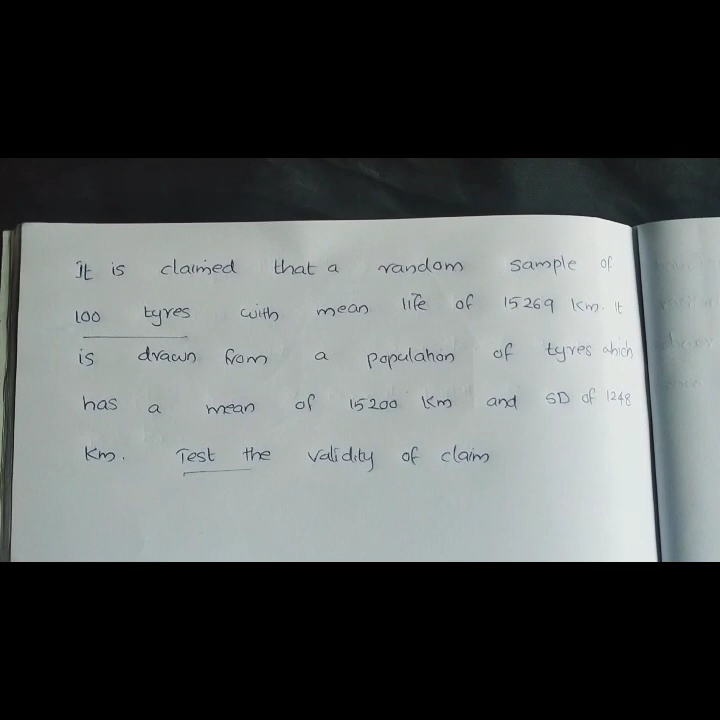 It is claimed that a random sample of
100 tyres with mean life of 15269 km. It
is drawn from a population of tyres which
has a mean of 15200 Km and SD of 1248
Km. Test the validity of claim